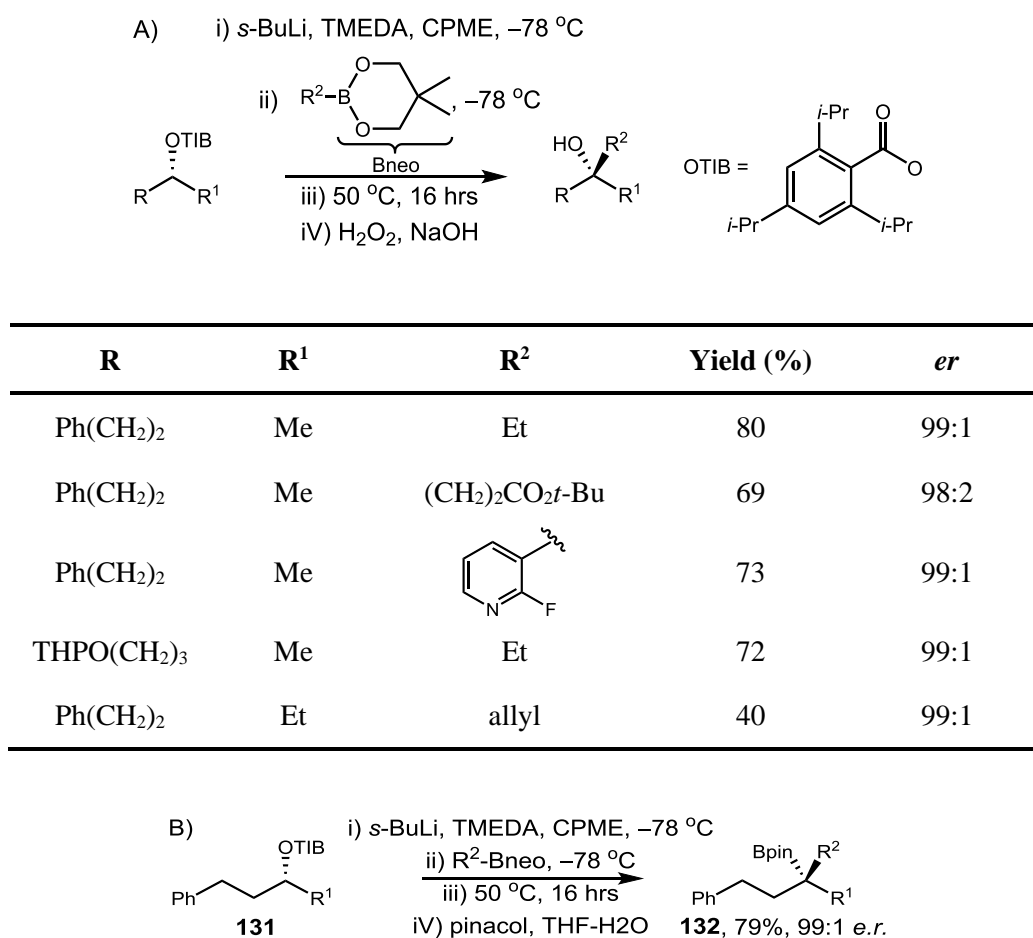 A) i) s-BuLi, TMEDA, CPME, –78 °C
ii) R²–B O O , –78 °C
Bneo
OTIB
R R¹
iii) 50 °C, 16 hrs
iV) H₂O₂, NaOH
HO R²
R R¹
OTIB =
i-Pr O
O
i-Pr i-Pr
R R¹ R² Yield (%) er
Ph(CH₂)₂ Me Et 80 99:1
Ph(CH₂)₂ Me (CH₂)₂CO₂t-Bu 69 98:2
Ph(CH₂)₂ Me N F 73 99:1
THPO(CH₂)₃ Me Et 72 99:1
Ph(CH₂)₂ Et allyl 40 99:1
B) i) s-BuLi, TMEDA, CPME, –78 °C
ii) R²-Bneo, –78 °C
iii) 50 °C, 16 hrs
iV) pinacol, THF-H2O
OTIB
Ph R¹
131
Bpin R²
Ph R¹
132, 79%, 99:1 e.r.